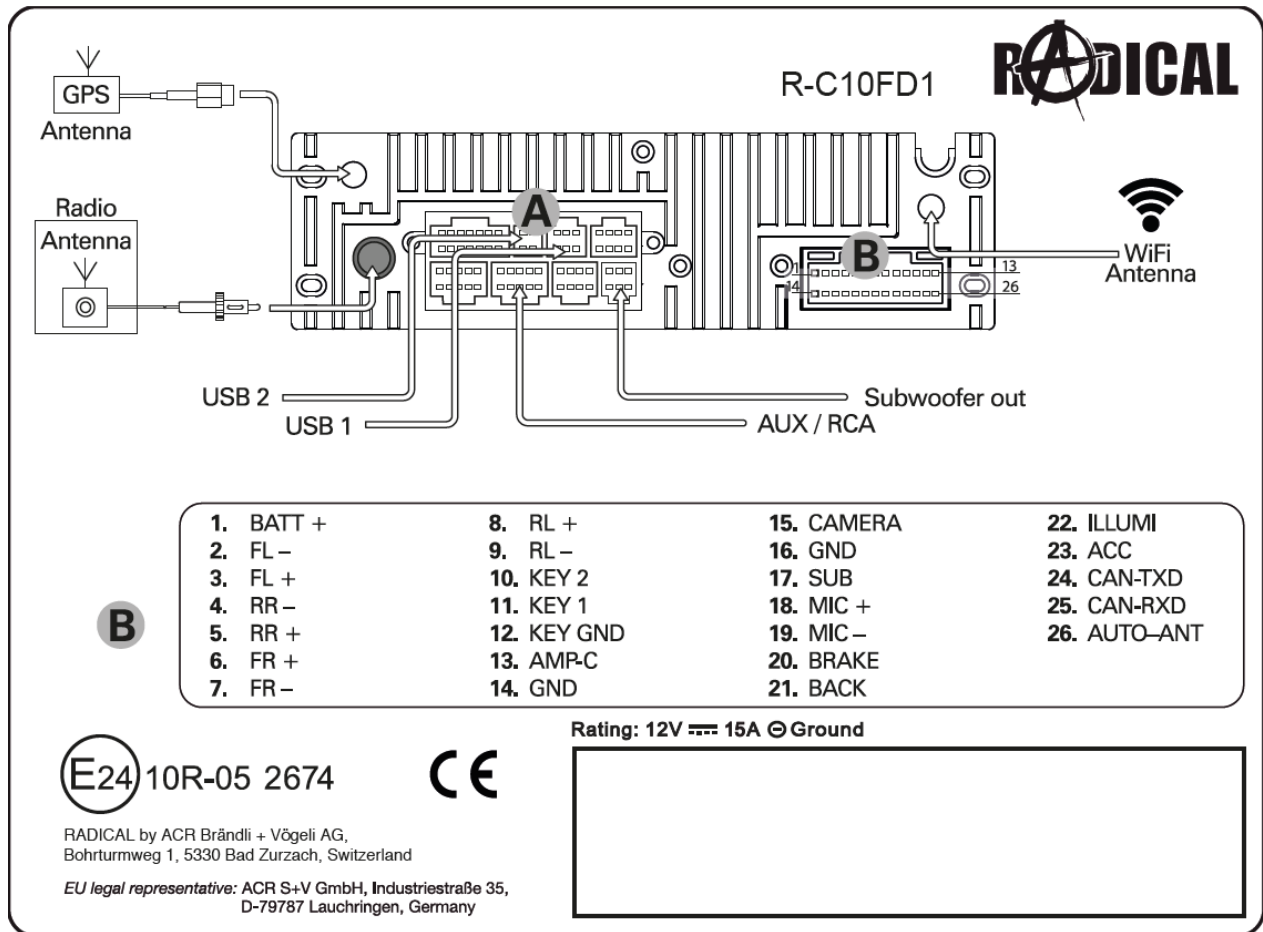 R-C10FD1
RADICAL
GPS
Antenna
Radio
Antenna
A
B
1
13
14
26
WiFi
Antenna
USB 2
USB 1
Subwoofer out
AUX / RCA
B
1. BATT +
2. FL –
3. FL +
4. RR –
5. RR +
6. FR +
7. FR –
8. RL +
9. RL –
10. KEY 2
11. KEY 1
12. KEY GND
13. AMP-C
14. GND
15. CAMERA
16. GND
17. SUB
18. MIC +
19. MIC –
20. BRAKE
21. BACK
22. ILLUMI
23. ACC
24. CAN-TXD
25. CAN-RXD
26. AUTO–ANT
Rating: 12V ⎓ 15A ⊖ Ground
E24 10R-05 2674
CE
RADICAL by ACR Brändli + Vögeli AG,
Bohrturmweg 1, 5330 Bad Zurzach, Switzerland
EU legal representative: ACR S+V GmbH, Industriestraße 35,
D-79787 Lauchringen, Germany